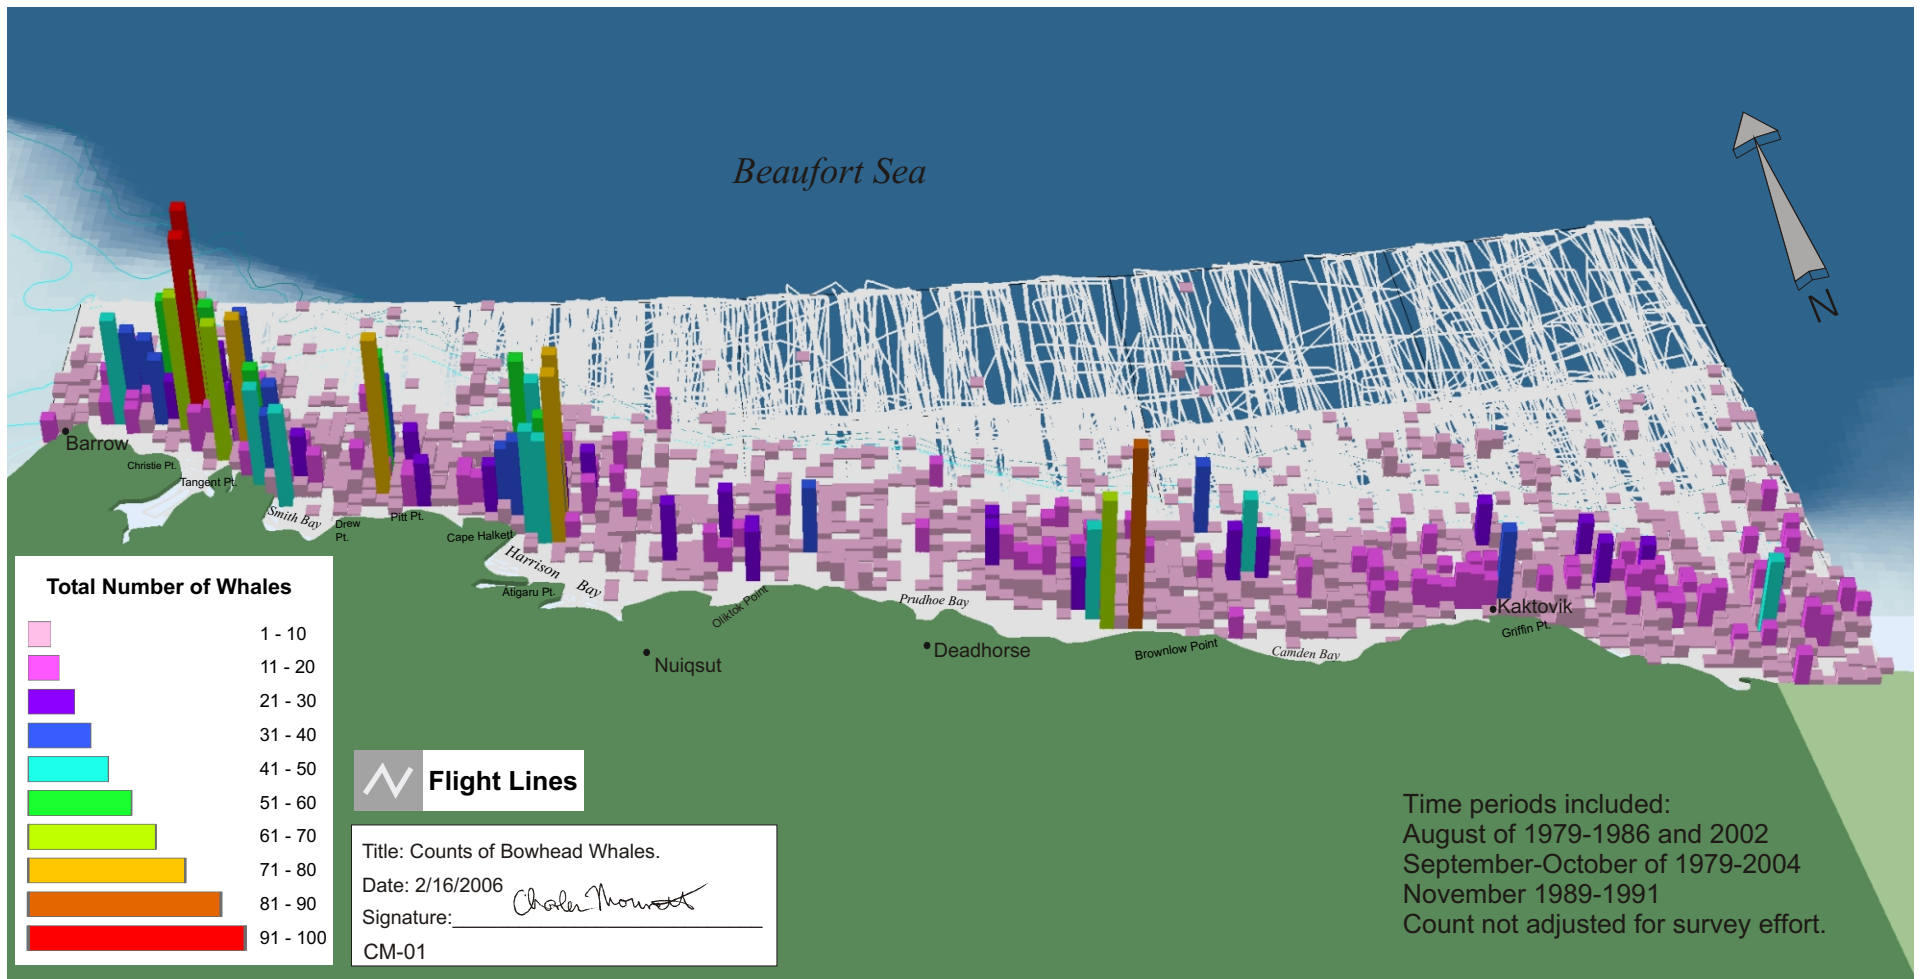 Beaufort Sea
N
Barrow
Christie Pt.
Tangent Pt.
Smith Bay
Drew
Pt.
Pitt Pt.
Cape Halkett
Harrison Bay
Atigaru Pt.
Oliktok Point
Prudhoe Bay
Nuiqsut
Deadhorse
Brownlow Point
Camden Bay
Kaktovik
Griffin Pt.
Total Number of Whales
1 - 10
11 - 20
21 - 30
31 - 40
41 - 50
51 - 60
61 - 70
71 - 80
81 - 90
91 - 100
Flight Lines
Title: Counts of Bowhead Whales.
Date: 2/16/2006
Signature:
CM-01
Time periods included:
August of 1979-1986 and 2002
September-October of 1979-2004
November 1989-1991
Count not adjusted for survey effort.